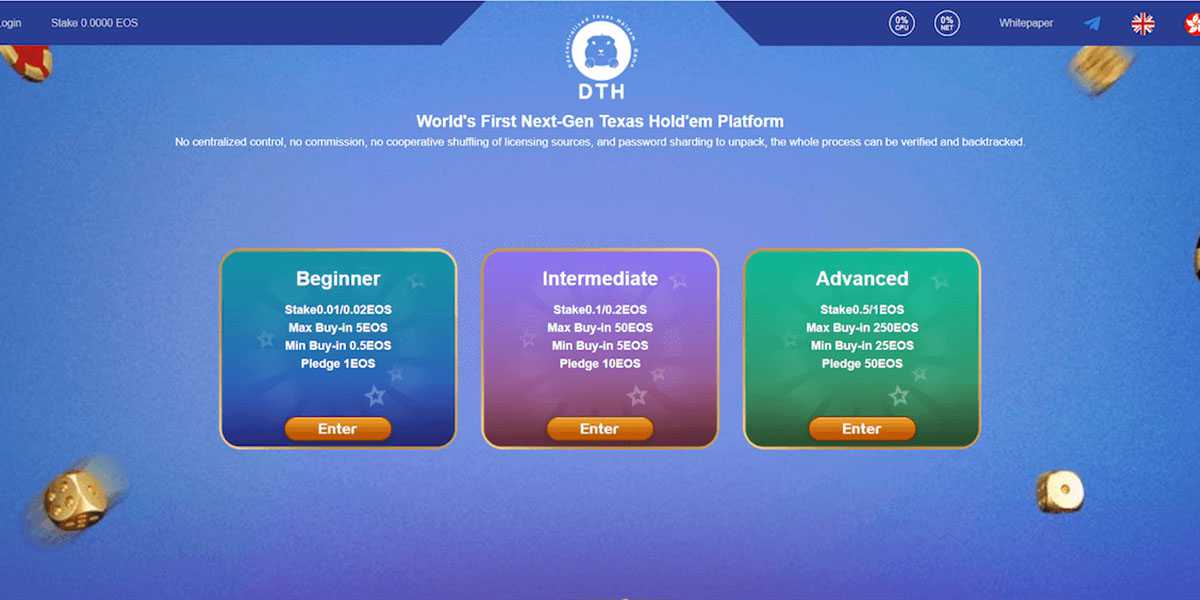 ogin
Stake 0.0000 EOS
0%
CPU
0%
NET
Whitepaper
Decentralized Texas Holdem Game
DTH
World's First Next-Gen Texas Hold'em Platform
No centralized control, no commission, no cooperative shuffling of licensing sources, and password sharding to unpack, the whole process can be verified and backtracked.
Beginner
Stake0.01/0.02EOS
Max Buy-in 5EOS
Min Buy-in 0.5EOS
Pledge 1EOS
Enter
Intermediate
Stake0.1/0.2EOS
Max Buy-in 50EOS
Min Buy-in 5EOS
Pledge 10EOS
Enter
Advanced
Stake0.5/1EOS
Max Buy-in 250EOS
Min Buy-in 25EOS
Pledge 50EOS
Enter